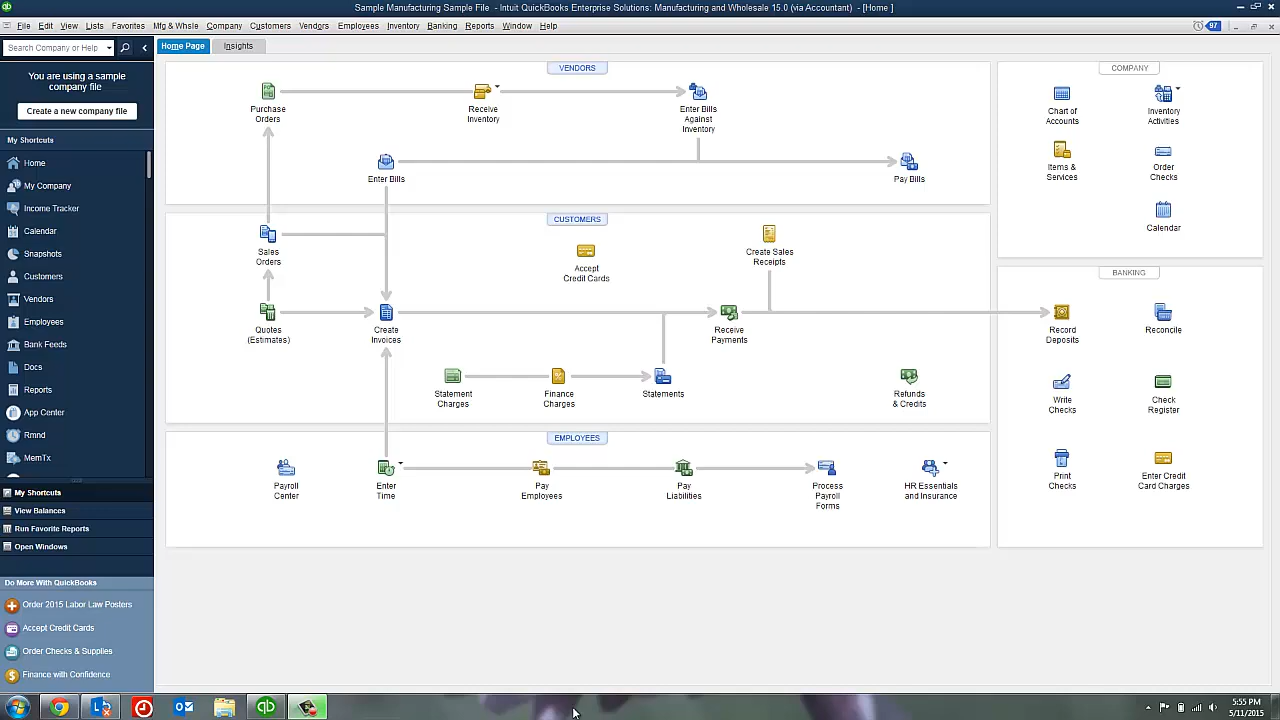 Sample Manufacturing Sample File - Intuit QuickBooks Enterprise Solutions: Manufacturing and Wholesale 15.0 (via Accountant) - [Home ]
File Edit View Lists Favorites Mfg & Whsle Company Customers Vendors Employees Inventory Banking Reports Window Help
97
Search Company or Help
Home Page
Insights
You are using a sample
company file
Create a new company file
My Shortcuts
Home
My Company
Income Tracker
Calendar
Snapshots
Customers
Vendors
Employees
Bank Feeds
Docs
Reports
App Center
Rmnd
MemTx
My Shortcuts
View Balances
Run Favorite Reports
Open Windows
Do More With QuickBooks
Order 2015 Labor Law Posters
Accept Credit Cards
Order Checks & Supplies
Finance with Confidence
VENDORS
Purchase
Orders
Receive
Inventory
Enter Bills
Against
Inventory
Enter Bills
Pay Bills
CUSTOMERS
Sales
Orders
Accept
Credit Cards
Create Sales
Receipts
Quotes
(Estimates)
Create
Invoices
Receive
Payments
Statement
Charges
Finance
Charges
Statements
Refunds
& Credits
EMPLOYEES
Payroll
Center
Enter
Time
Pay
Employees
Pay
Liabilities
Process
Payroll
Forms
HR Essentials
and Insurance
COMPANY
Chart of
Accounts
Inventory
Activities
Items &
Services
Order
Checks
Calendar
BANKING
Record
Deposits
Reconcile
Write
Checks
Check
Register
Print
Checks
Enter Credit
Card Charges
5:55 PM
5/11/2015